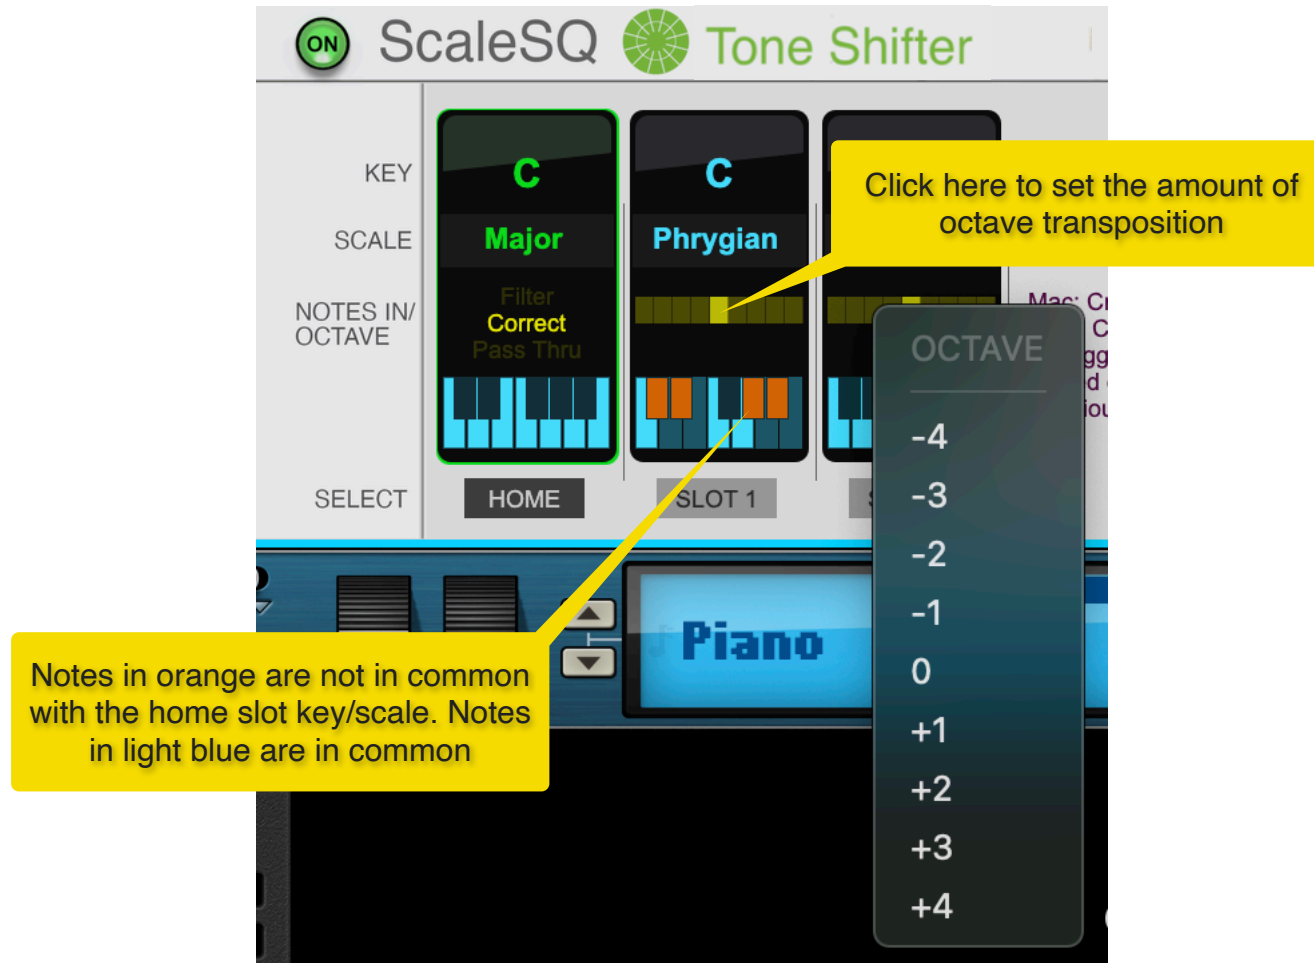 ON
ScaleSQ
Tone Shifter
KEY
C
C
Click here to set the amount of
octave transposition
SCALE
Major
Phrygian
NOTES IN/
OCTAVE
Filter
Correct
Pass Thru
Mac:
OCTAVE
-4
-3
-2
-1
0
+1
+2
+3
+4
SELECT
HOME
SLOT 1
Piano
Notes in orange are not in common
with the home slot key/scale. Notes
in light blue are in common